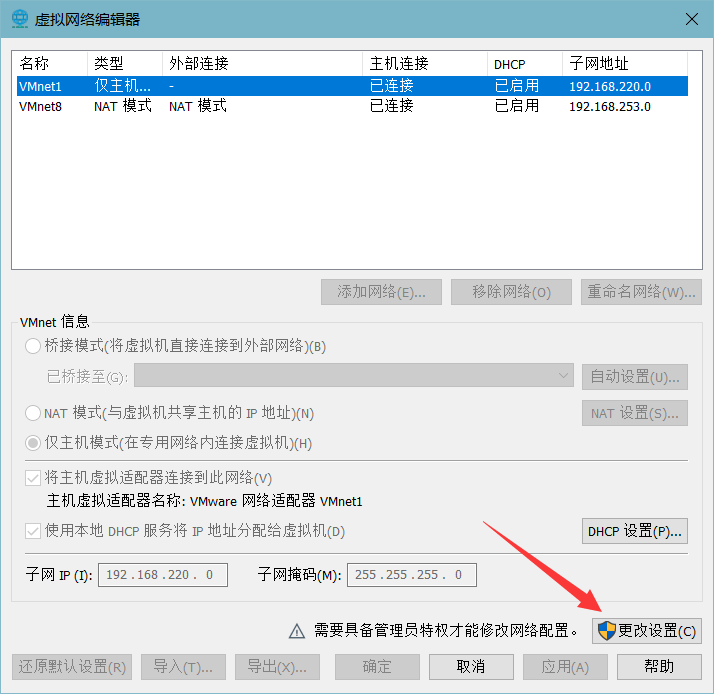 虚拟网络编辑器
名称 类型 外部连接 主机连接 DHCP 子网地址
VMnet1 仅主机... - 已连接 已启用 192.168.220.0
VMnet8 NAT 模式 NAT 模式 已连接 已启用 192.168.253.0
添加网络(E)... 移除网络(O) 重命名网络(W)...
VMnet 信息
桥接模式(将虚拟机直接连接到外部网络)(B)
已桥接至(G): 自动设置(U)...
NAT 模式(与虚拟机共享主机的 IP 地址)(N) NAT 设置(S)...
仅主机模式(在专用网络内连接虚拟机)(H)
将主机虚拟适配器连接到此网络(V)
主机虚拟适配器名称: VMware 网络适配器 VMnet1
使用本地 DHCP 服务将 IP 地址分配给虚拟机(D) DHCP 设置(P)...
子网 IP (I): 192 . 168 . 220 . 0 子网掩码(M): 255 . 255 . 255 . 0
需要具备管理员特权才能修改网络配置。 更改设置(C)
还原默认设置(R) 导入(T)... 导出(X)... 确定 取消 应用(A) 帮助